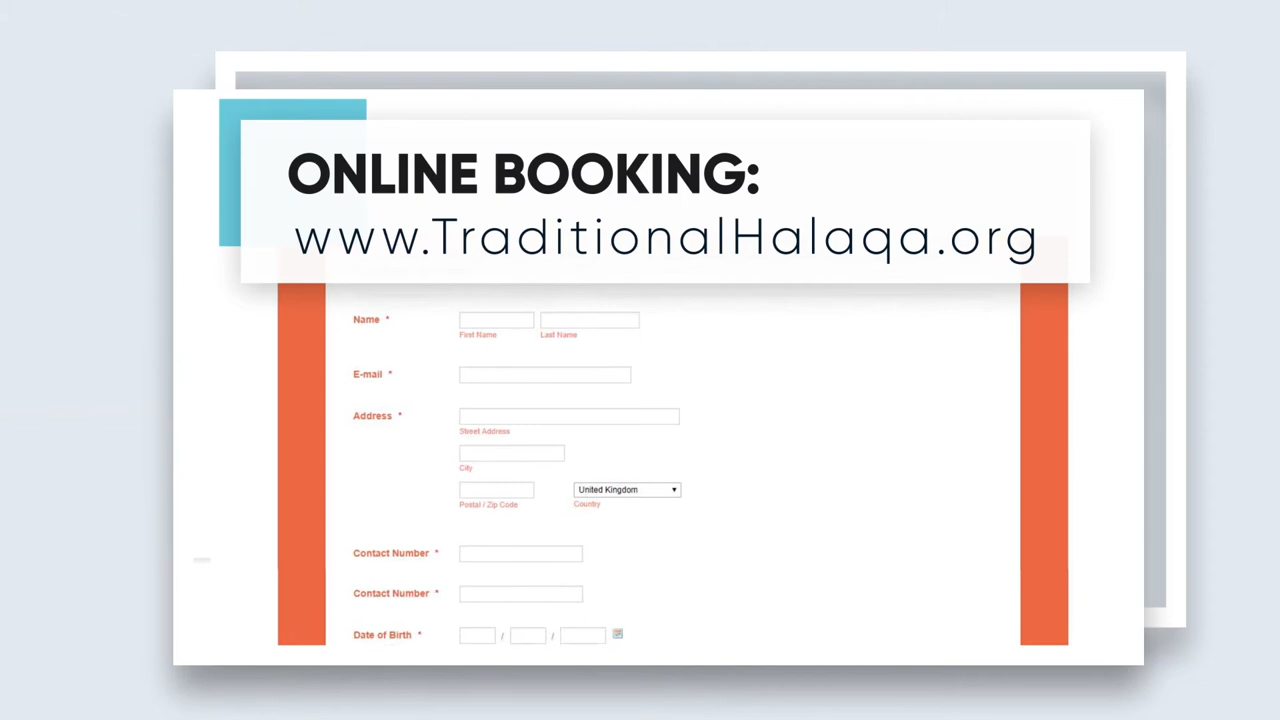 ONLINE BOOKING:
www.TraditionalHalaqa.org
Name *
First Name Last Name
E-mail *
Address *
Street Address
City
United Kingdom
Postal / Zip Code Country
Contact Number *
Contact Number *
Date of Birth * / /